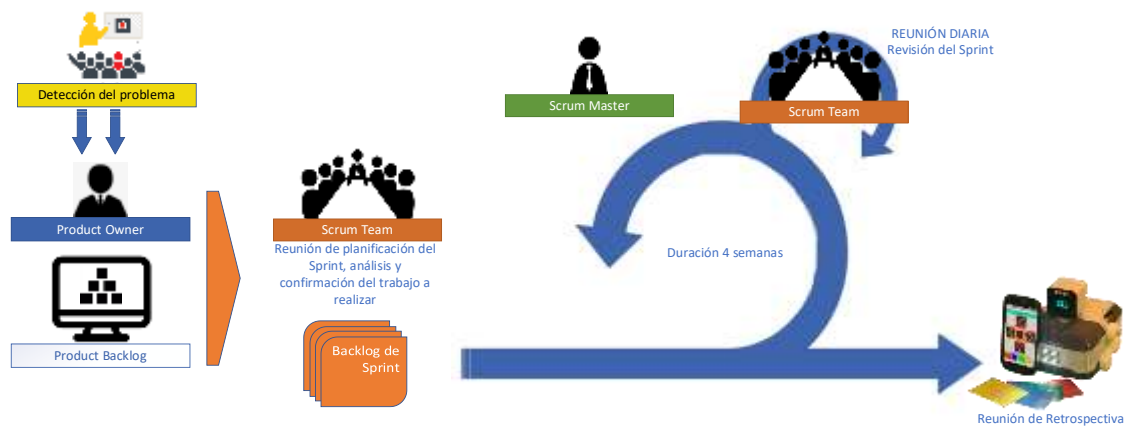 Detección del problema
Product Owner
Product Backlog
Scrum Team
Reunión de planificación del
Sprint, análisis y
confirmación del trabajo a
realizar
Backlog de
Sprint
Scrum Master
REUNIÓN DIARIA
Revisión del Sprint
Scrum Team
Duración 4 semanas
Reunión de Retrospectiva